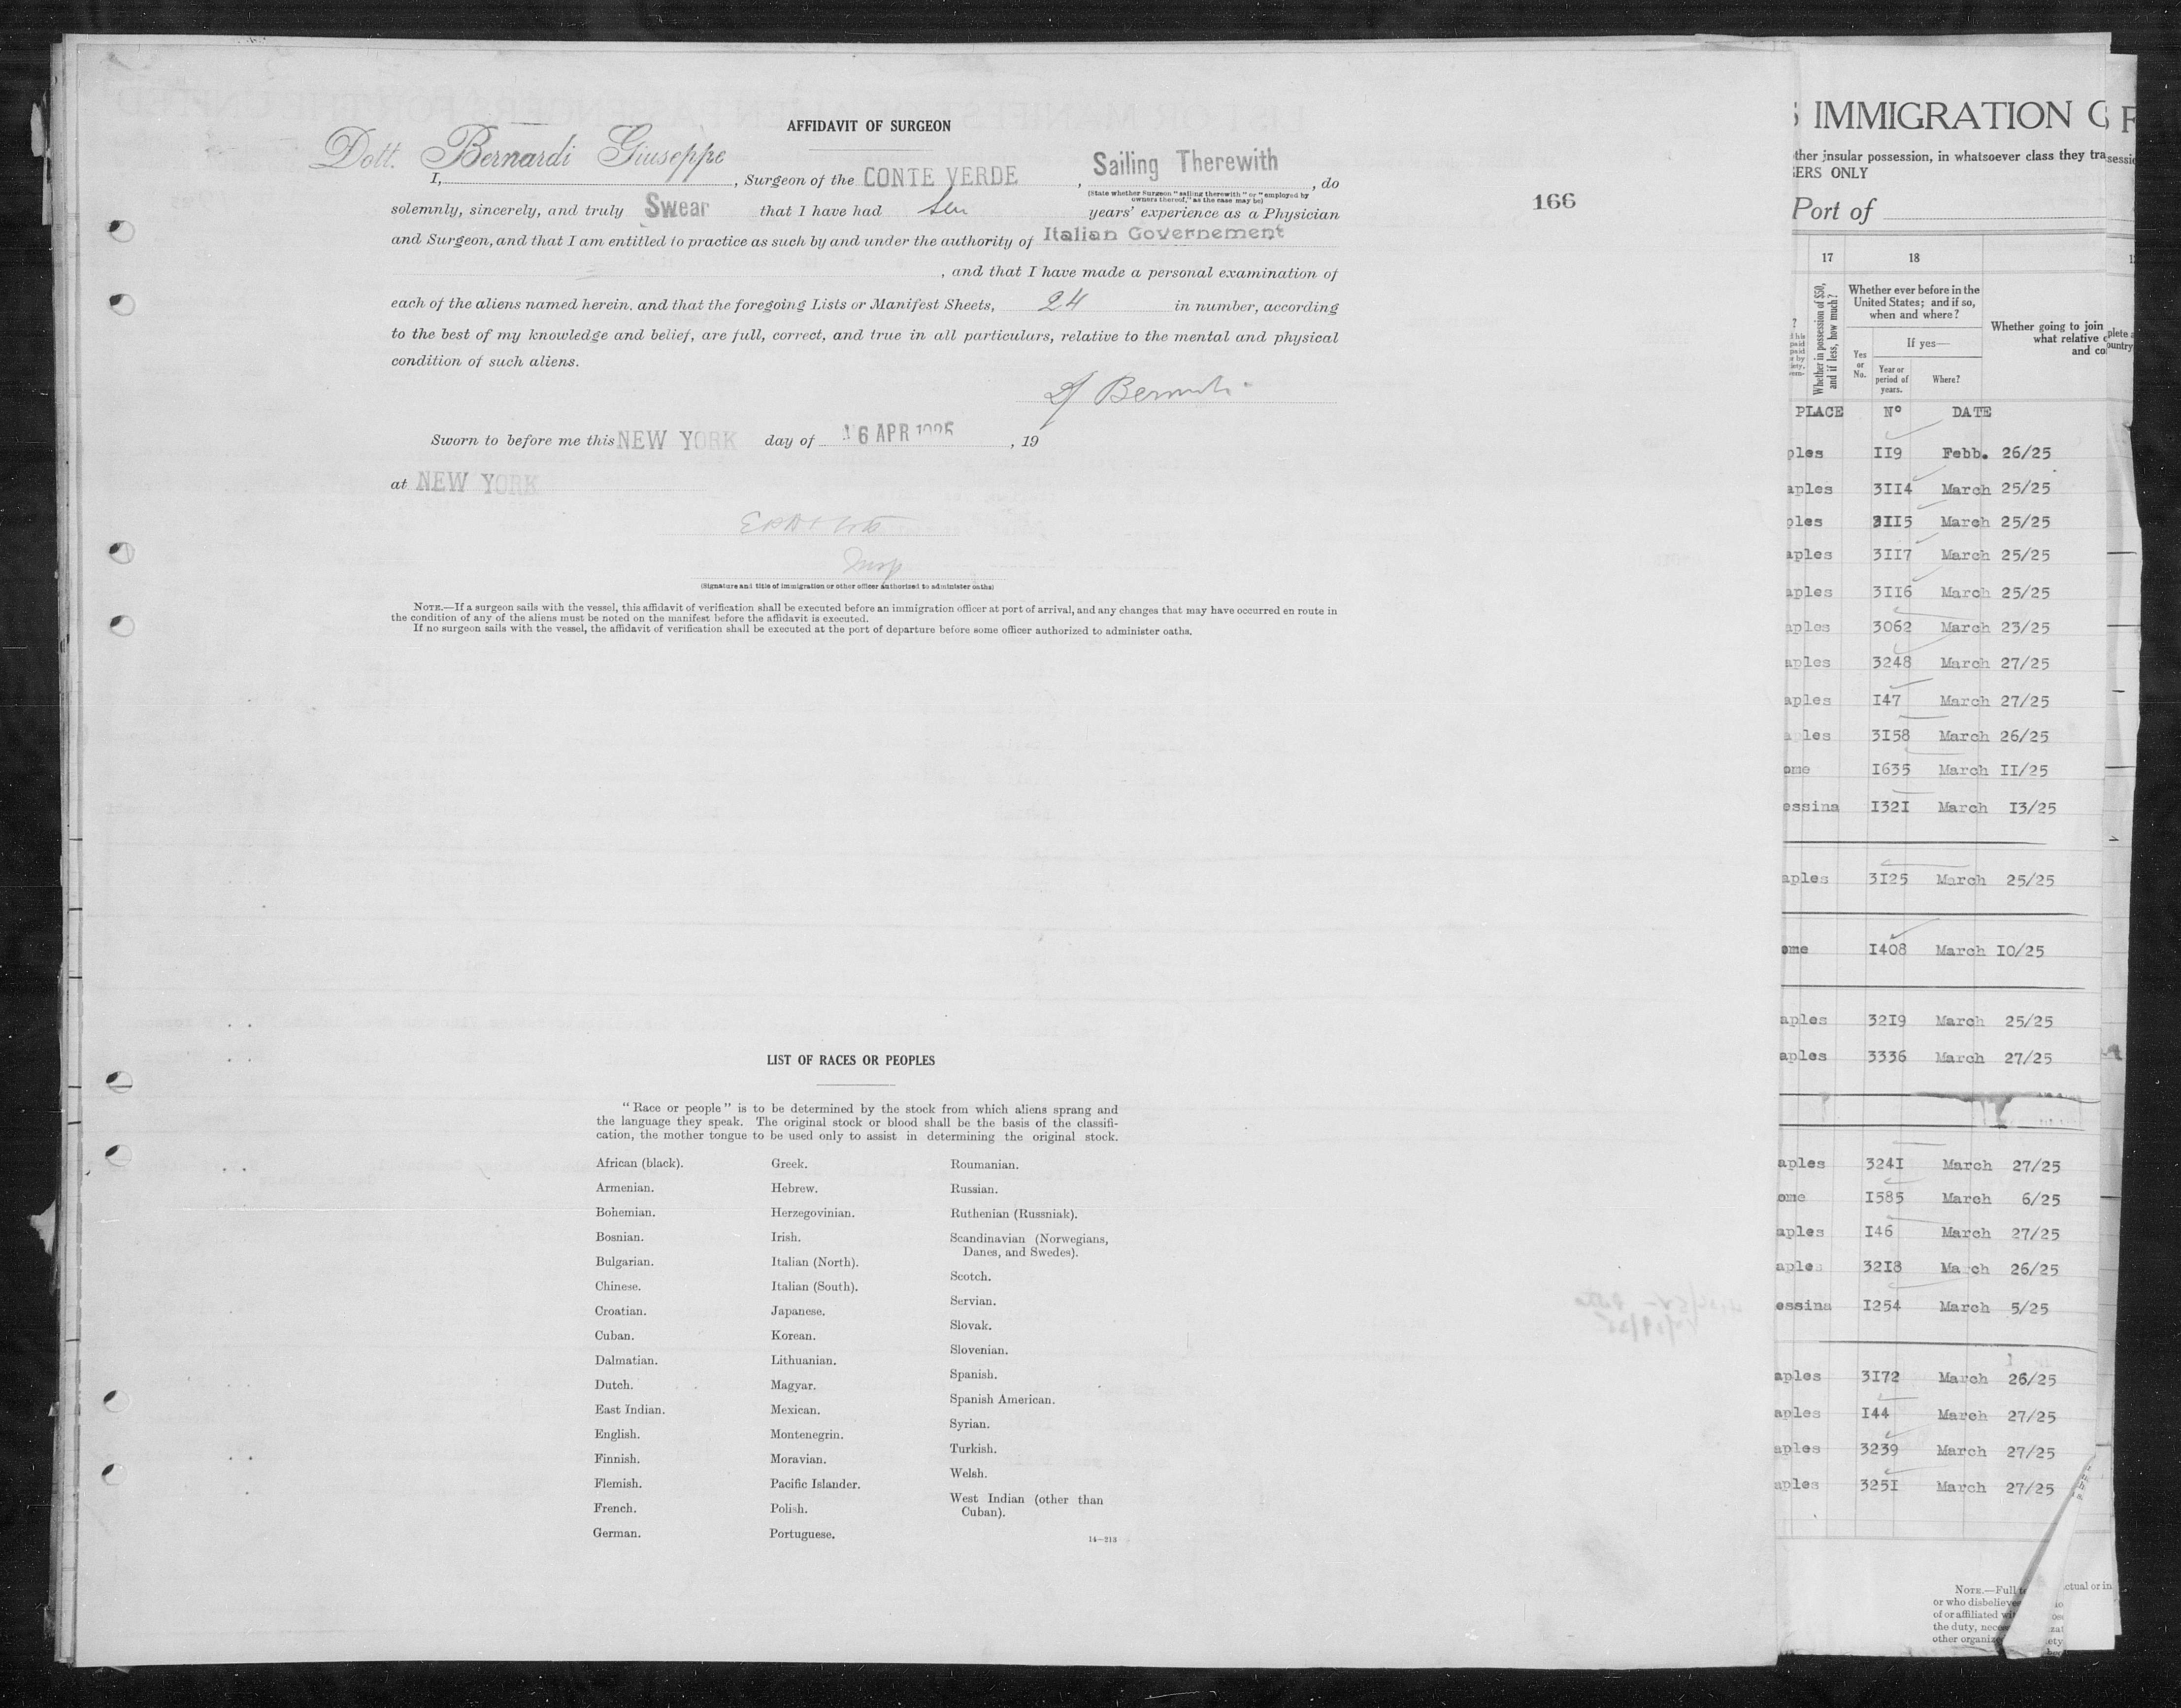 AFFIDAVIT OF SURGEON
Dott. Bernardi Giuseppe
I, , Surgeon of the CONTE VERDE , Sailing Therewith , do
(State whether Surgeon "sailing therewith" or "employed by
owners thereof," as the case may be)
solemnly, sincerely, and truly Swear that I have had ten years' experience as a Physician
and Surgeon, and that I am entitled to practice as such by and under the authority of Italian Governement
, and that I have made a personal examination of
each of the aliens named herein, and that the foregoing Lists or Manifest Sheets, 24 in number, according
to the best of my knowledge and belief, are full, correct, and true in all particulars, relative to the mental and physical
condition of such aliens.
Sworn to before me this NEW YORK day of 16 APR 1925 , 19
at NEW YORK
Insp
(Signature and title of immigration or other officer authorized to administer oaths)
NOTE.—If a surgeon sails with the vessel, this affidavit of verification shall be executed before an immigration officer at port of arrival, and any changes that may have occurred en route in
the condition of any of the aliens must be noted on the manifest before the affidavit is executed.
If no surgeon sails with the vessel, the affidavit of verification shall be executed at the port of departure before some officer authorized to administer oaths.
166
LIST OF RACES OR PEOPLES
"Race or people" is to be determined by the stock from which aliens sprang and
the language they speak. The original stock or blood shall be the basis of the classifi-
cation, the mother tongue to be used only to assist in determining the original stock.
African (black).
Armenian.
Bohemian.
Bosnian.
Bulgarian.
Chinese.
Croatian.
Cuban.
Dalmatian.
Dutch.
East Indian.
English.
Finnish.
Flemish.
French.
German.
Greek.
Hebrew.
Herzegovinian.
Irish.
Italian (North).
Italian (South).
Japanese.
Korean.
Lithuanian.
Magyar.
Mexican.
Montenegrin.
Moravian.
Pacific Islander.
Polish.
Portuguese.
Roumanian.
Russian.
Ruthenian (Russniak).
Scandinavian (Norwegians,
Danes, and Swedes).
Scotch.
Servian.
Slovak.
Slovenian.
Spanish.
Spanish American.
Syrian.
Turkish.
Welsh.
West Indian (other than
Cuban).
14—213
S IMMIGRATION
other insular possession, in whatsoever class they tra
GERS ONLY
Port of
17
18
Whether in possession of $50,
and if less, how much?
Whether ever before in the
United States; and if so,
when and where?
If yes—
Yes
or
No.
Year or
period of
years.
Where?
Whether going to join
what relative
and co
PLACE Nº DATE
ples 119 Febb. 26/25
aples 3114 March 25/25
ples 3115 March 25/25
aples 3117 March 25/25
aples 3116 March 25/25
aples 3062 March 23/25
aples 3248 March 27/25
aples 147 March 27/25
aples 3158 March 26/25
ome 1635 March 11/25
essina 1321 March 13/25
aples 3125 March 25/25
ome 1408 March 10/25
aples 3219 March 25/25
aples 3336 March 27/25
aples 3241 March 27/25
ome 1585 March 6/25
aples 146 March 27/25
aples 3218 March 26/25
essina 1254 March 5/25
aples 3172 March 26/25
aples 144 March 27/25
aples 3239 March 27/25
aples 3251 March 27/25
NOTE.—Full
or who disbelieve
of or affiliated wi
the duty, nece
other organiz